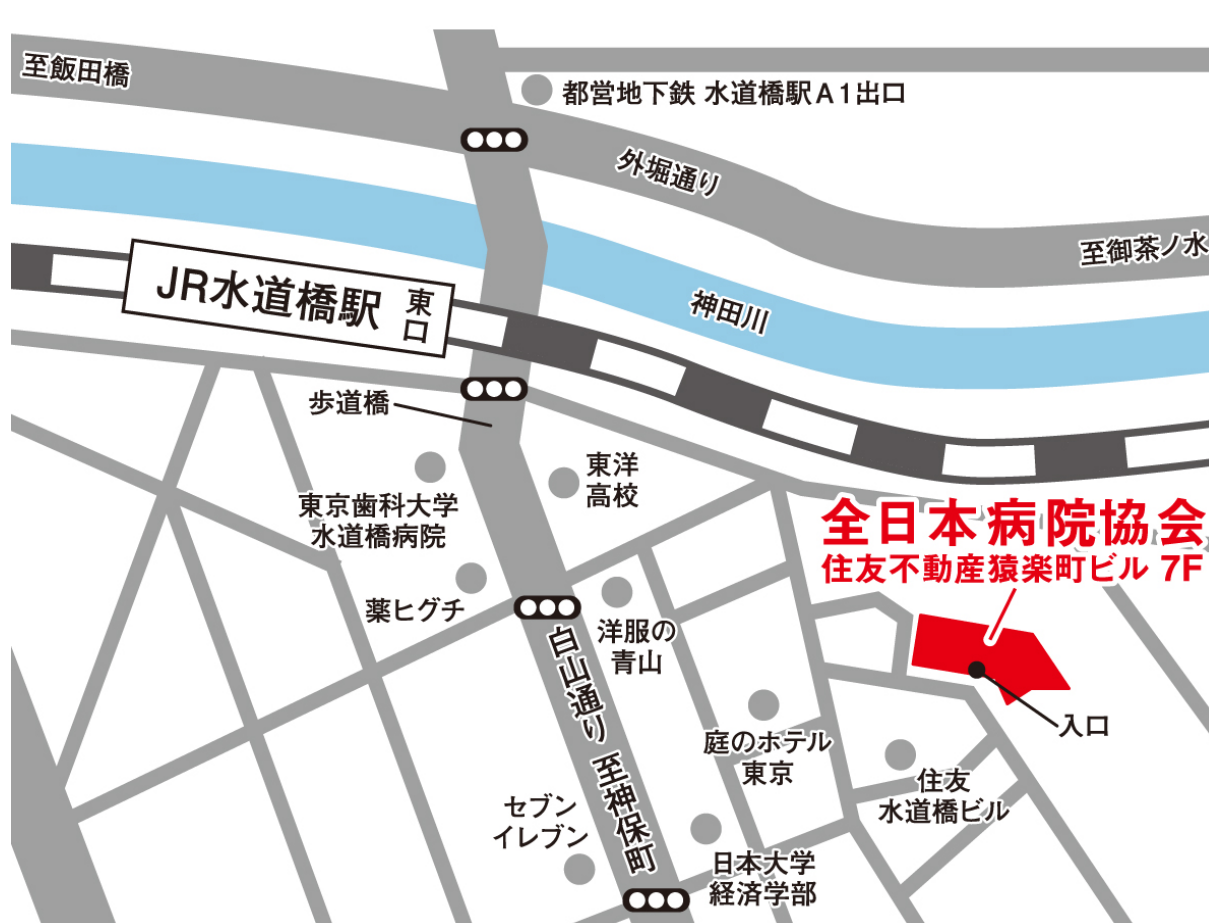 至飯田橋
都営地下鉄 水道橋駅A1出口
外堀通り
至御茶ノ水
神田川
JR水道橋駅 東口
歩道橋
東洋
高校
東京歯科大学
水道橋病院
全日本病院協会
住友不動産猿楽町ビル 7F
薬ヒグチ
洋服の
青山
白山通り 至神保町
入口
庭のホテル
東京
住友
水道橋ビル
セブン
イレブン
日本大学
経済学部